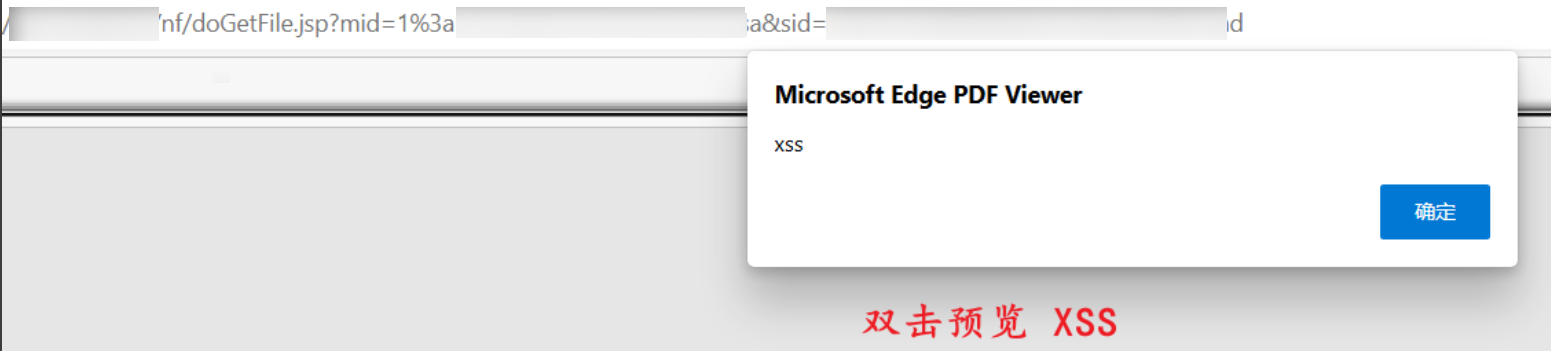 /nf/doGetFile.jsp?mid=1%3a a&sid= d
Microsoft Edge PDF Viewer
xss
确定
双击预览 XSS